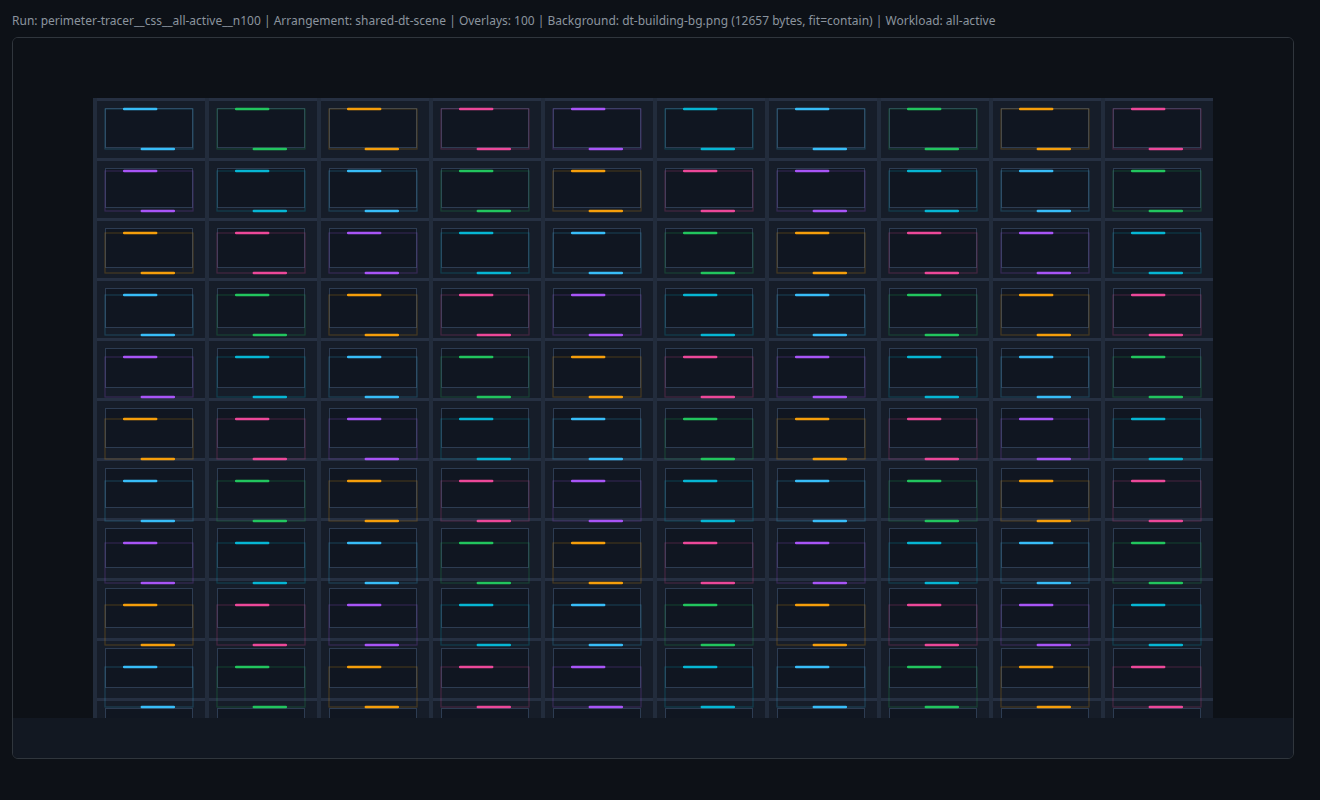 Run: perimeter-tracer__css__all-active__n100 | Arrangement: shared-dt-scene | Overlays: 100 | Background: dt-building-bg.png (12657 bytes, fit=contain) | Workload: all-active